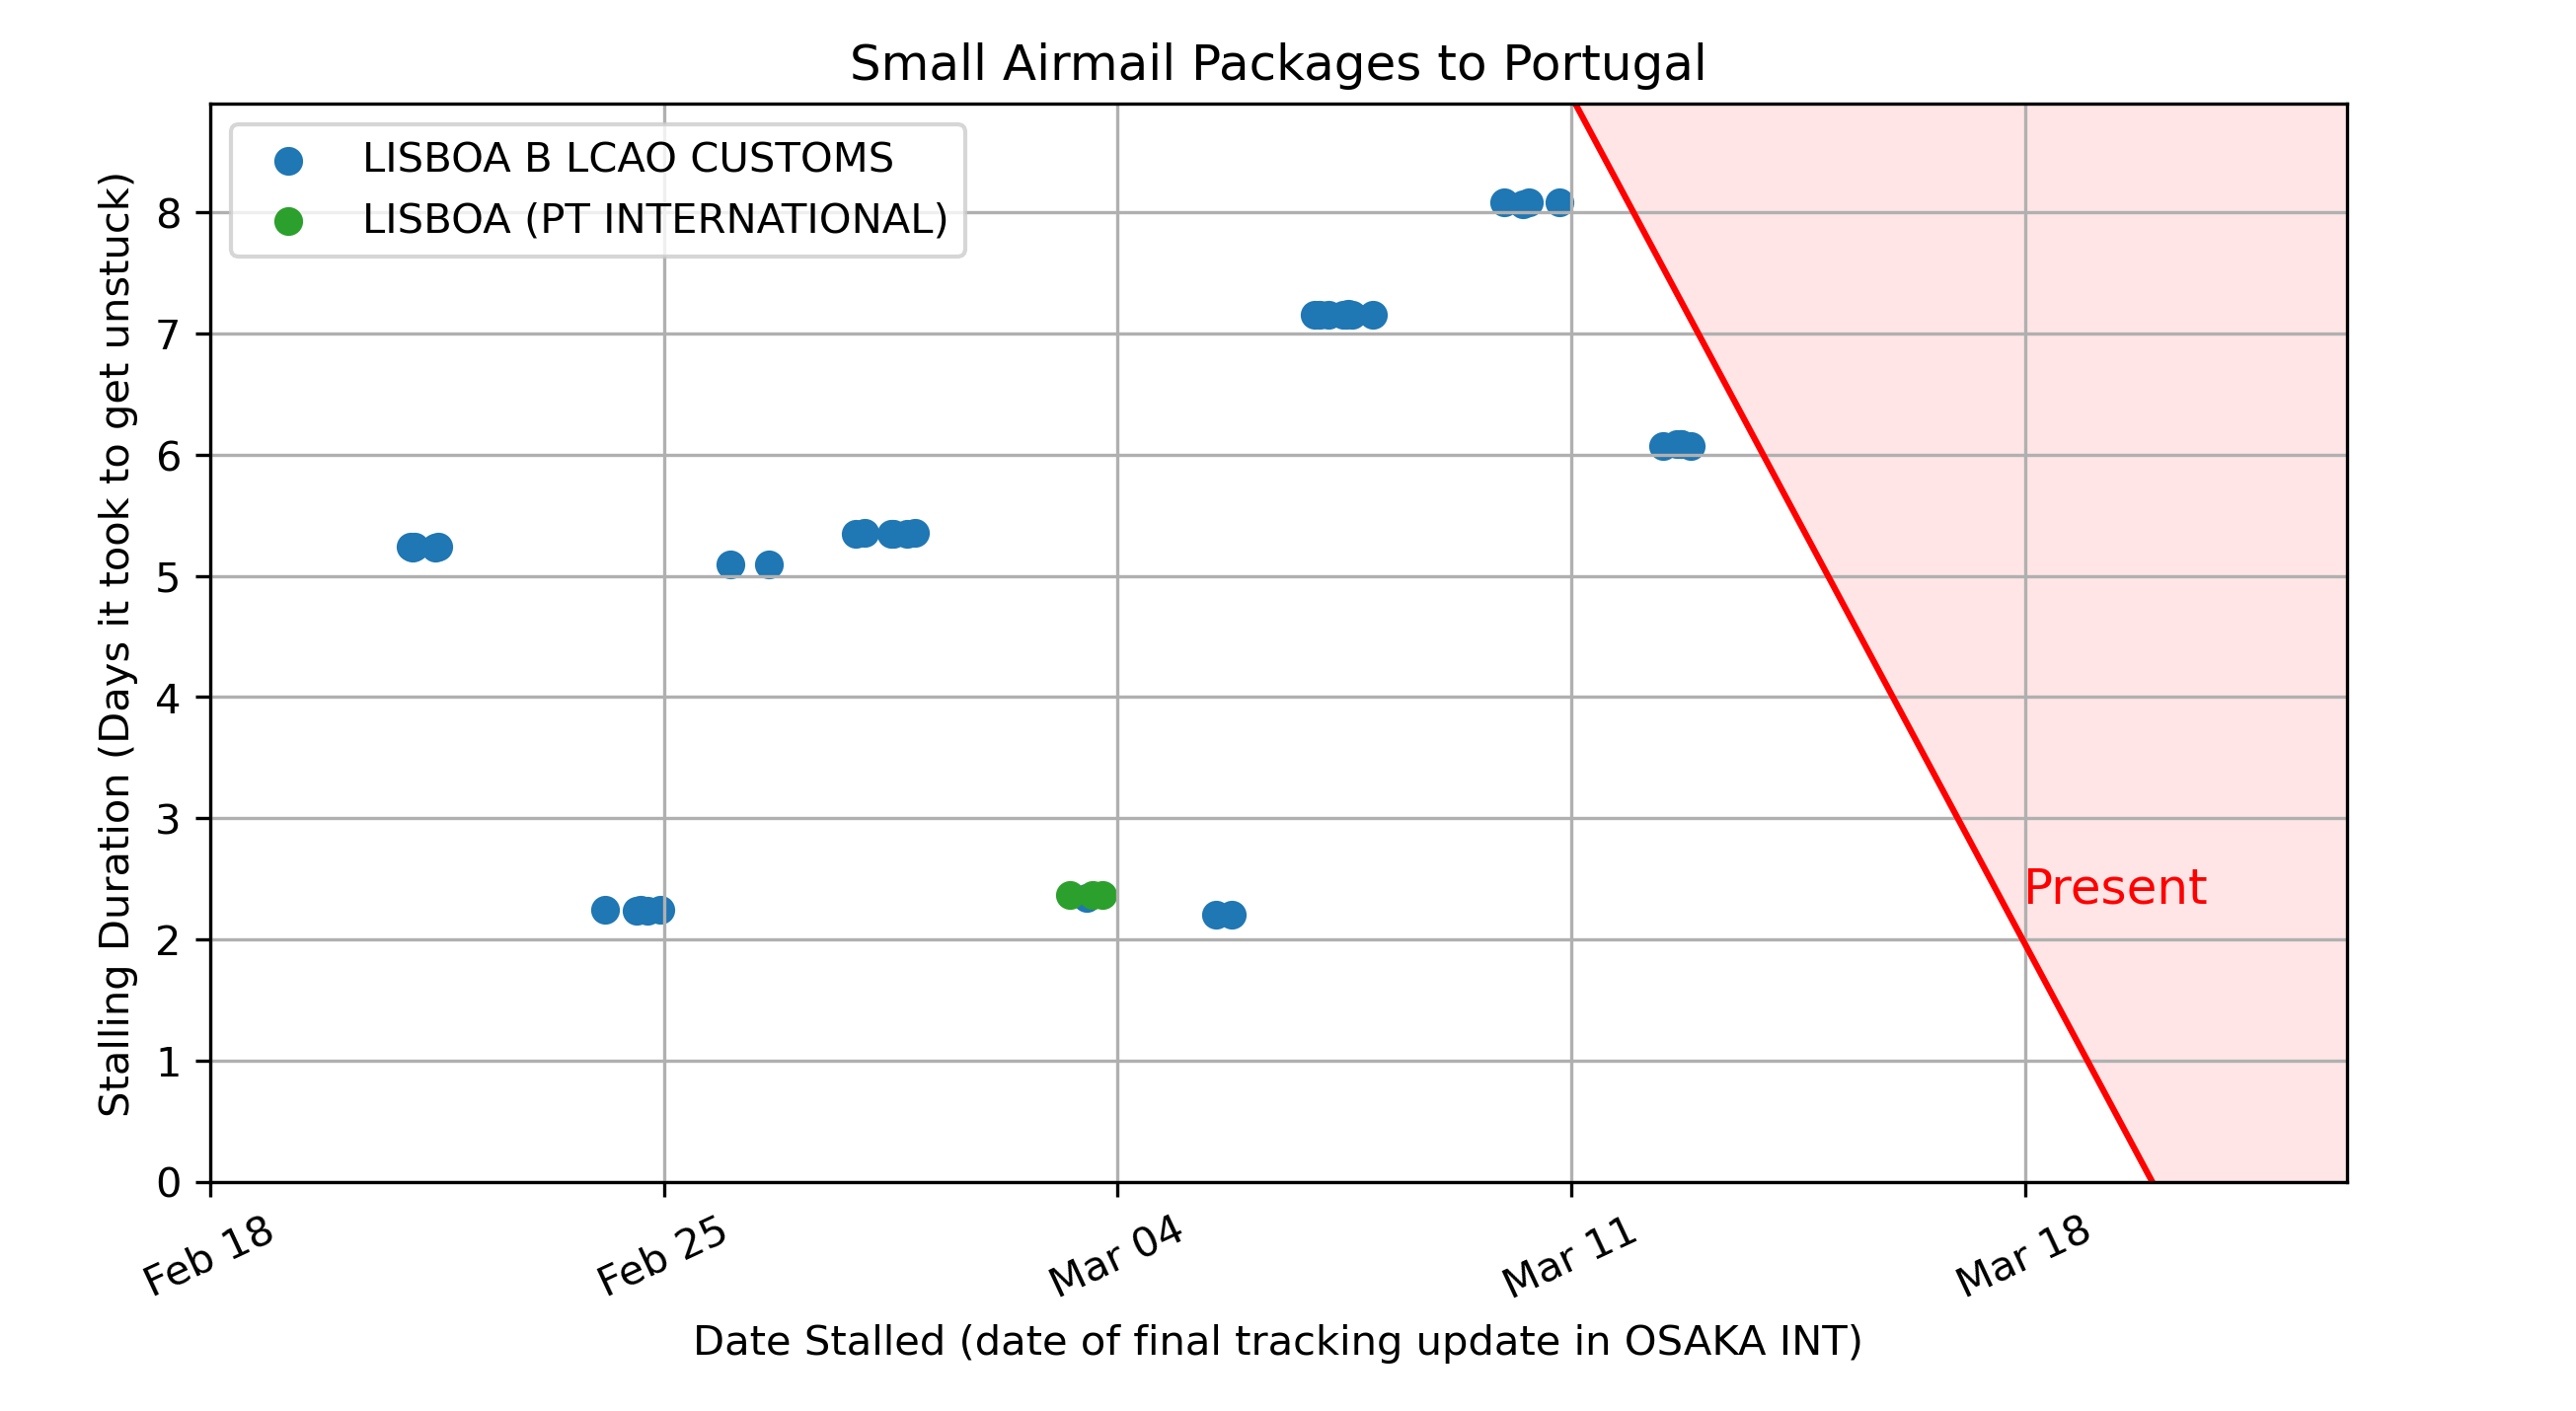 Small Airmail Packages to Portugal
LISBOA B LCAO CUSTOMS
LISBOA (PT INTERNATIONAL)
Stalling Duration (Days it took to get unstuck)
8
7
6
5
4
3
2
1
0
Present
Feb 18
Feb 25
Mar 04
Mar 11
Mar 18
Date Stalled (date of final tracking update in OSAKA INT)